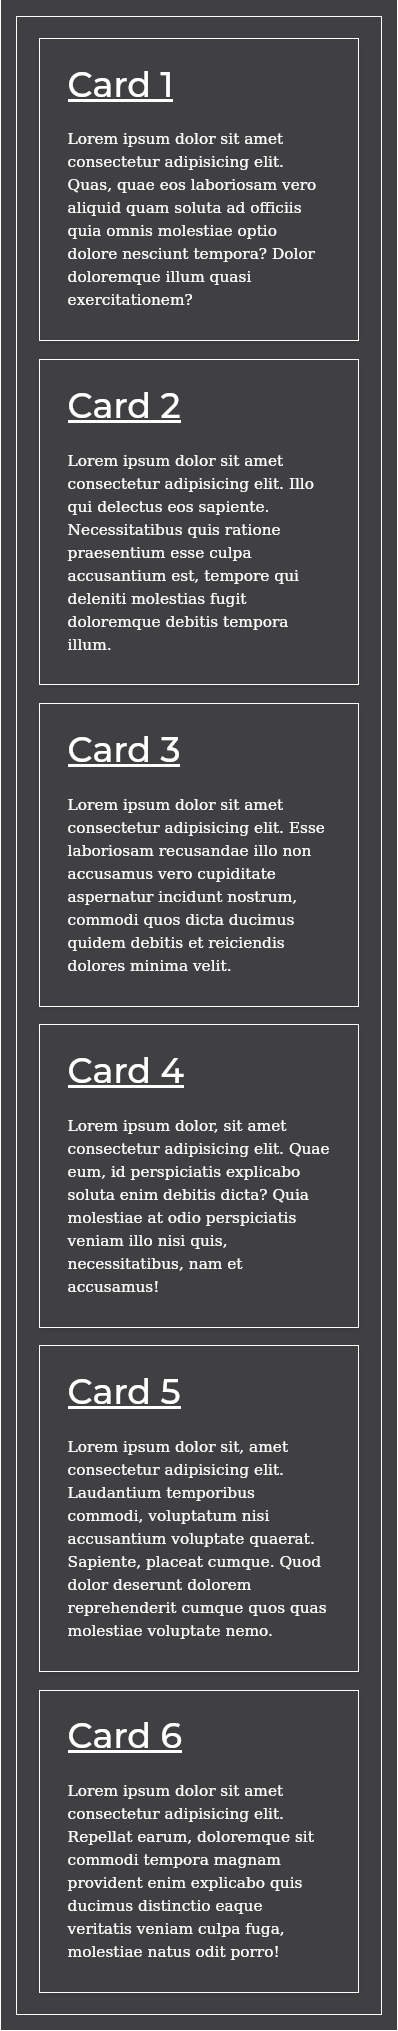 Card 1
Lorem ipsum dolor sit amet
consectetur adipisicing elit.
Quas, quae eos laboriosam vero
aliquid quam soluta ad officiis
quia omnis molestiae optio
dolore nesciunt tempora? Dolor
doloremque illum quasi
exercitationem?
Card 2
Lorem ipsum dolor sit amet
consectetur adipisicing elit. Illo
qui delectus eos sapiente.
Necessitatibus quis ratione
praesentium esse culpa
accusantium est, tempore qui
deleniti molestias fugit
doloremque debitis tempora
illum.
Card 3
Lorem ipsum dolor sit amet
consectetur adipisicing elit. Esse
laboriosam recusandae illo non
accusamus vero cupiditate
aspernatur incidunt nostrum,
commodi quos dicta ducimus
quidem debitis et reiciendis
dolores minima velit.
Card 4
Lorem ipsum dolor, sit amet
consectetur adipisicing elit. Quae
eum, id perspiciatis explicabo
soluta enim debitis dicta? Quia
molestiae at odio perspiciatis
veniam illo nisi quis,
necessitatibus, nam et
accusamus!
Card 5
Lorem ipsum dolor sit, amet
consectetur adipisicing elit.
Laudantium temporibus
commodi, voluptatum nisi
accusantium voluptate quaerat.
Sapiente, placeat cumque. Quod
dolor deserunt dolorem
reprehenderit cumque quos quas
molestiae voluptate nemo.
Card 6
Lorem ipsum dolor sit amet
consectetur adipisicing elit.
Repellat earum, doloremque sit
commodi tempora magnam
provident enim explicabo quis
ducimus distinctio eaque
veritatis veniam culpa fuga,
molestiae natus odit porro!